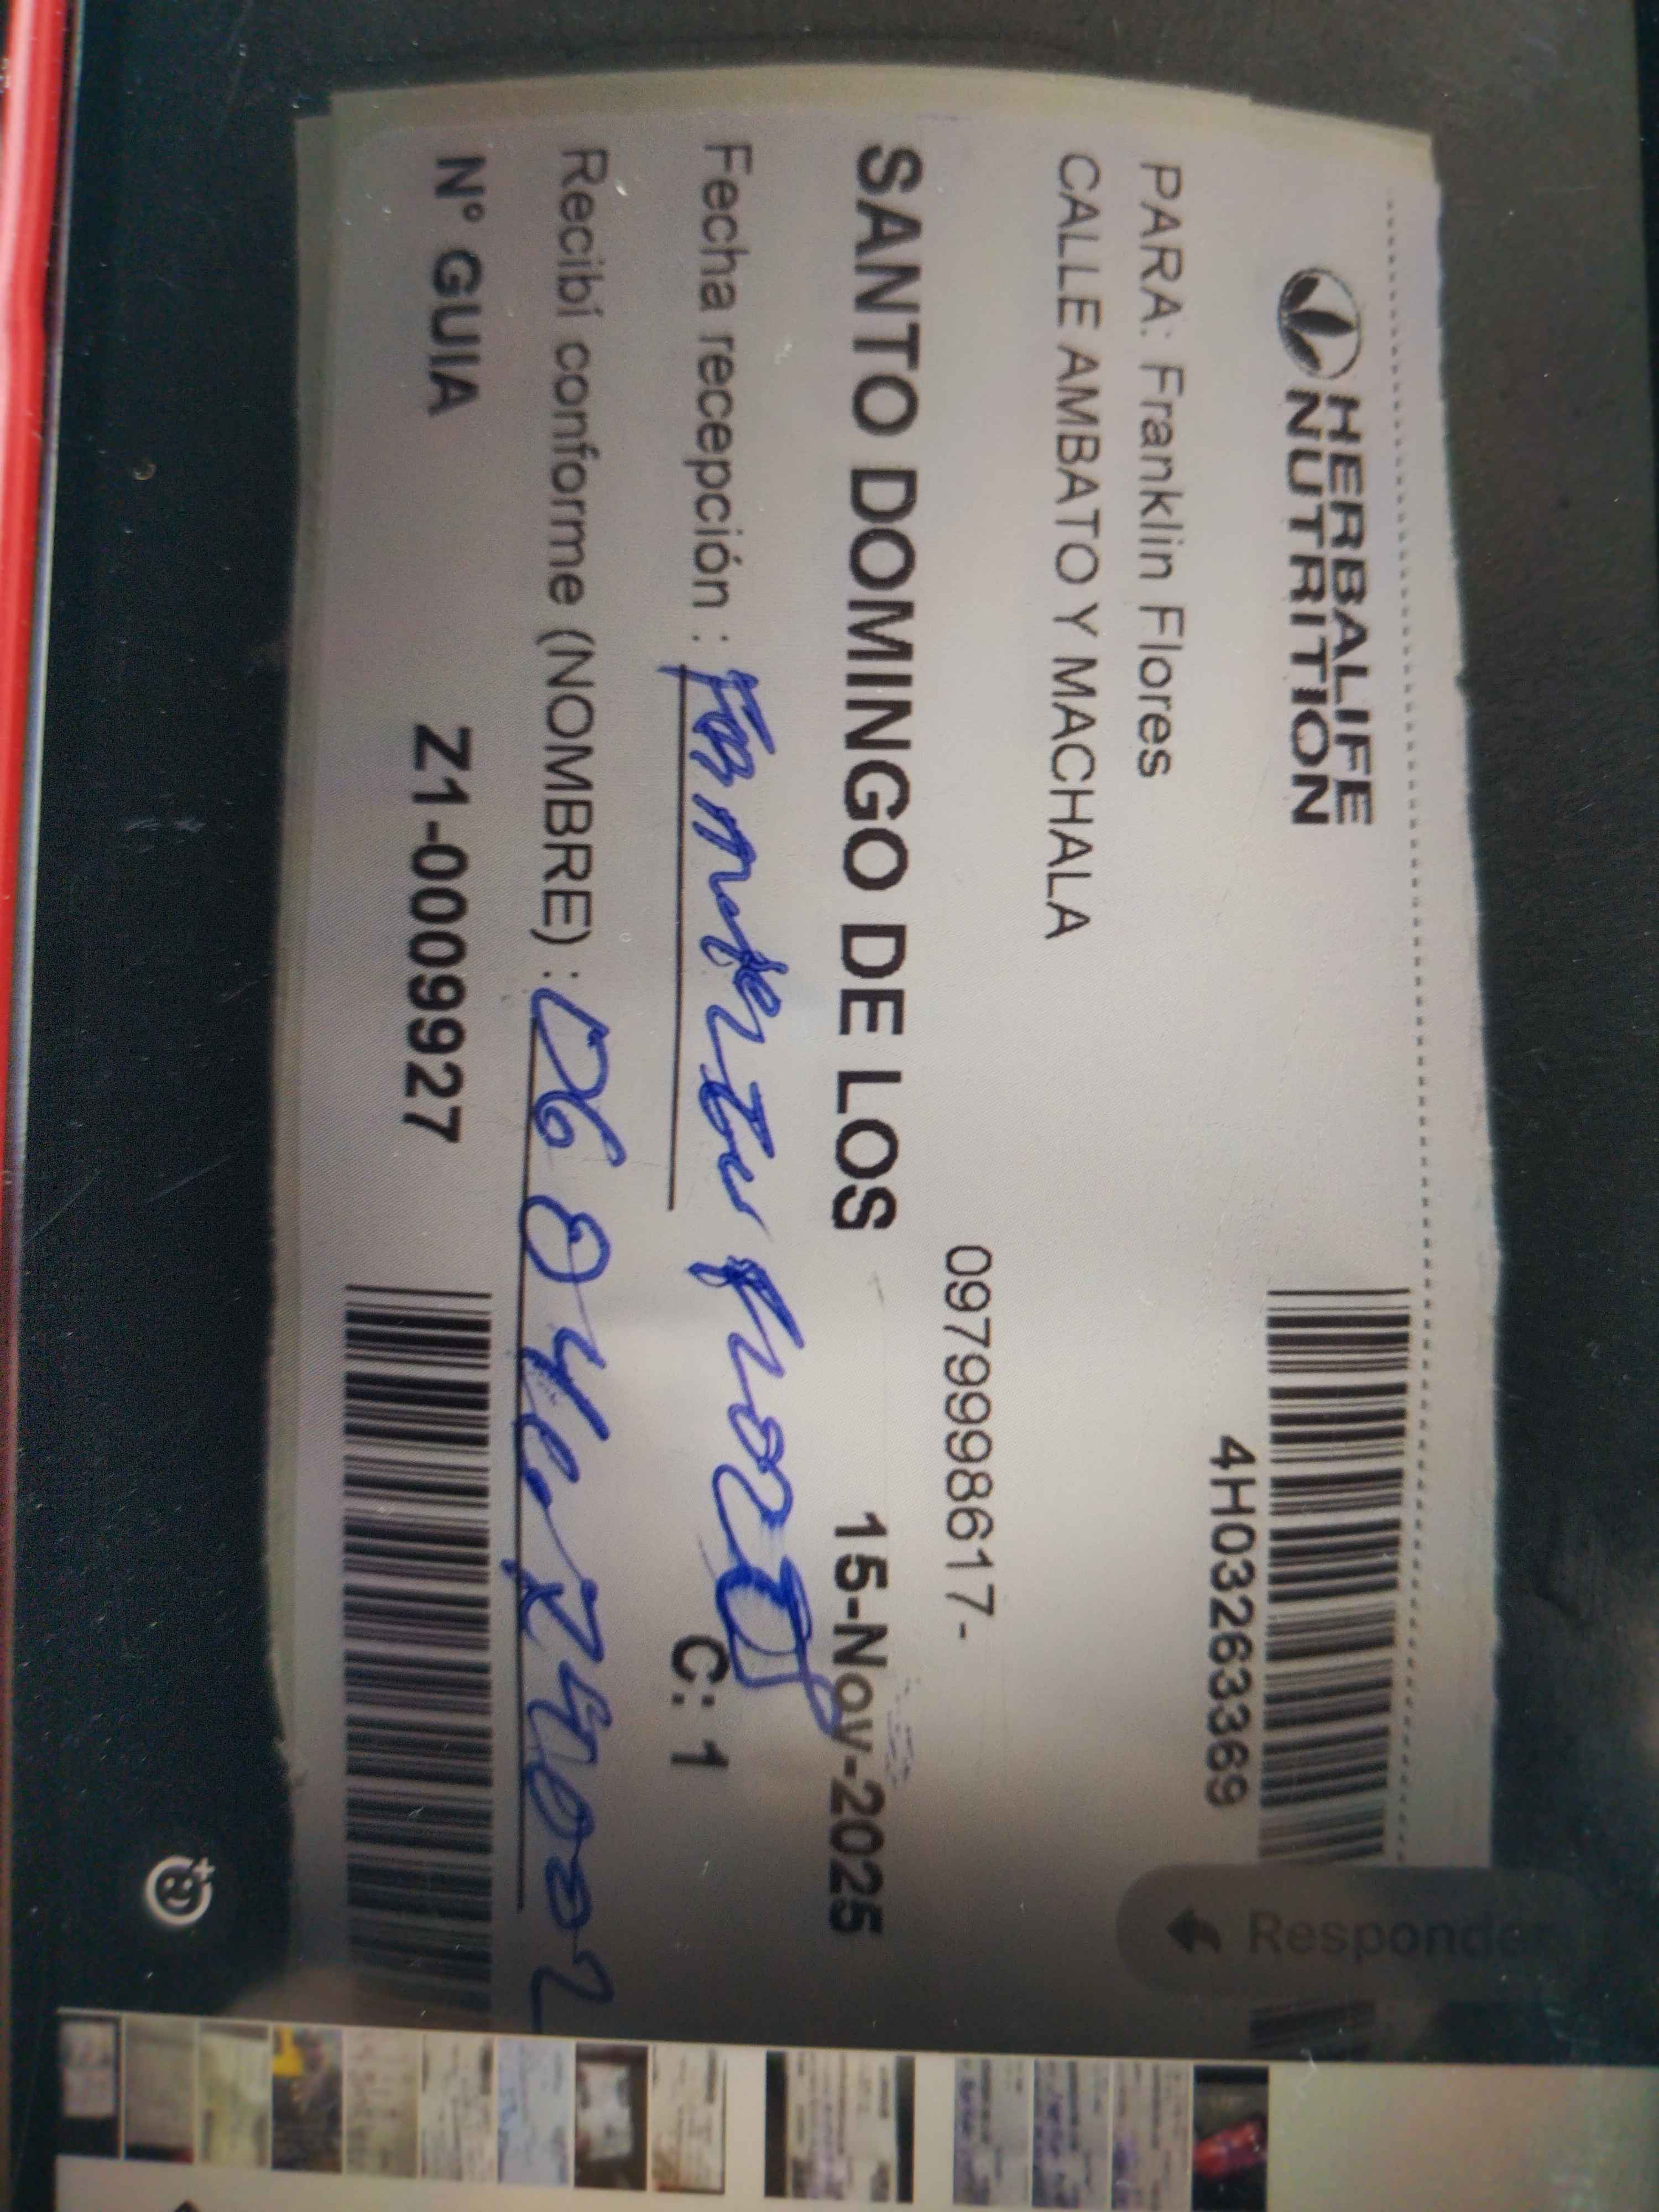 HERBALIFE
NUTRITION
4H03263369
PARA: Franklin Flores
CALLE AMBATO Y MACHALA
0979998617-
SANTO DOMINGO DE LOS 15-Nov-2025
Fecha recepción :
C: 1
Recibí conforme (NOMBRE) :
N° GUIA Z1-0009927
Responder